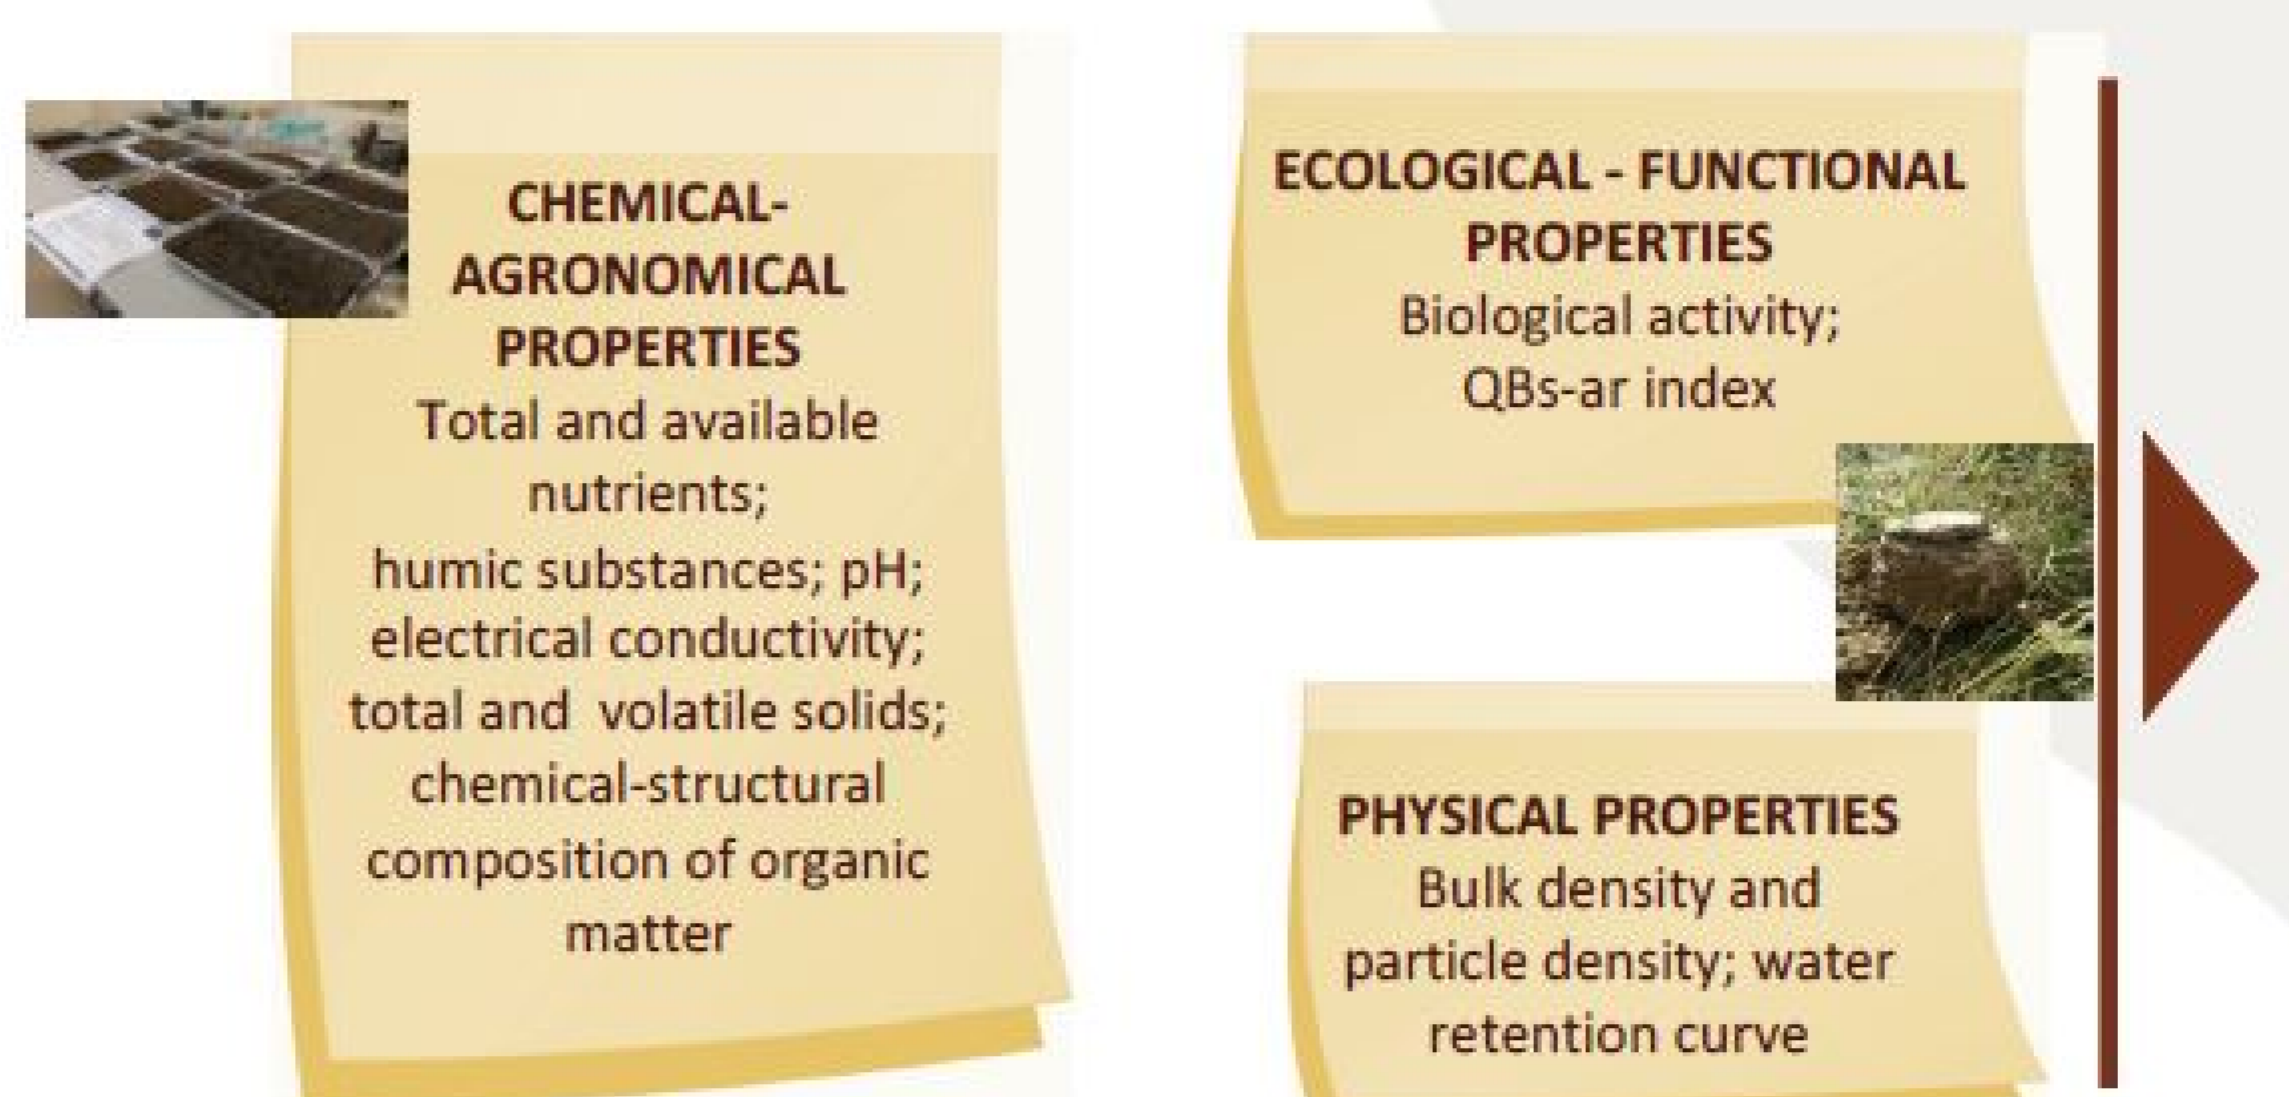 CHEMICAL-
AGRONOMICAL
PROPERTIES
Total and available
nutrients;
humic substances; pH;
electrical conductivity;
total and  volatile solids;
chemical-structural
composition of organic
matter
ECOLOGICAL - FUNCTIONAL
PROPERTIES
Biological activity;
QBs-ar index
PHYSICAL PROPERTIES
Bulk density and
particle density; water
retention curve